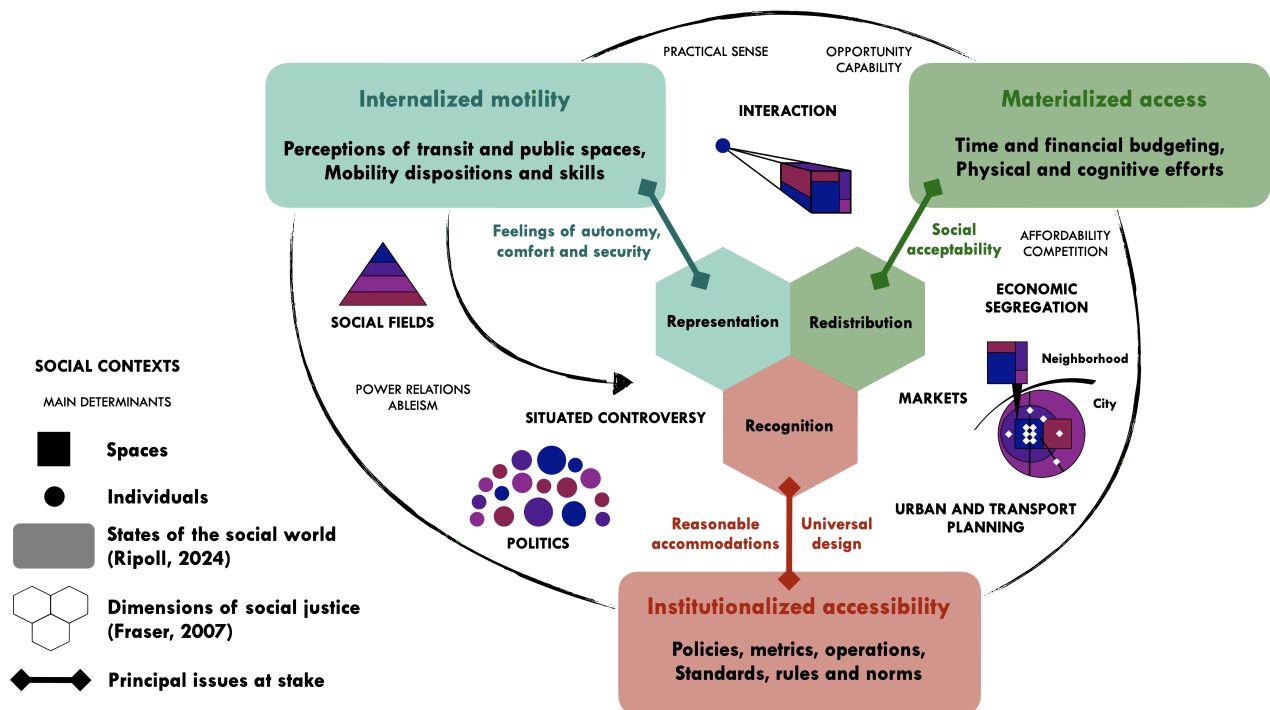 PRACTICAL SENSE
OPPORTUNITY
CAPABILITY
Internalized motility
Perceptions of transit and public spaces,
Mobility dispositions and skills
INTERACTION
Materialized access
Time and financial budgeting,
Physical and cognitive efforts
Feelings of autonomy,
comfort and security
Social
acceptability
AFFORDABILITY
COMPETITION
SOCIAL FIELDS
ECONOMIC
SEGREGATION
Representation
Redistribution
Neighborhood
City
MARKETS
POWER RELATIONS
ABLEISM
SITUATED CONTROVERSY
Recognition
POLITICS
URBAN AND TRANSPORT
PLANNING
Reasonable
accommodations
Universal
design
Institutionalized accessibility
Policies, metrics, operations,
Standards, rules and norms
SOCIAL CONTEXTS
MAIN DETERMINANTS
Spaces
Individuals
States of the social world
(Ripoll, 2024)
Dimensions of social justice
(Fraser, 2007)
Principal issues at stake